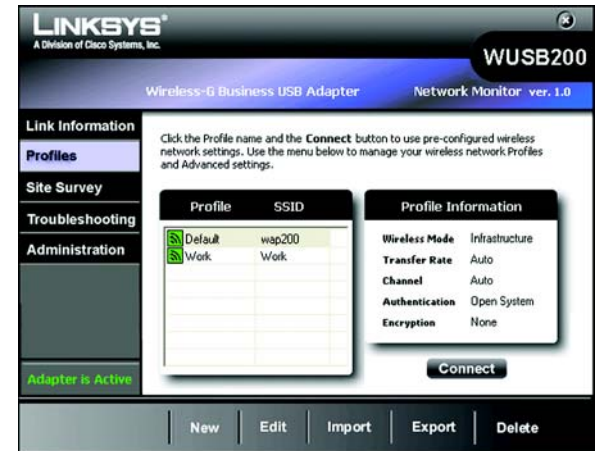 LINKSYS®
A Division of Cisco Systems, Inc.
WUSB200
Wireless-G Business USB Adapter
Network Monitor ver. 1.0
Link Information
Profiles
Site Survey
Troubleshooting
Administration
Adapter is Active
Click the Profile name and the Connect button to use pre-configured wireless
network settings. Use the menu below to manage your wireless network Profiles
and Advanced settings.
Profile SSID
Default wap200
Work Work
Profile Information
Wireless Mode Infrastructure
Transfer Rate Auto
Channel Auto
Authentication Open System
Encryption None
Connect
New Edit Import Export Delete